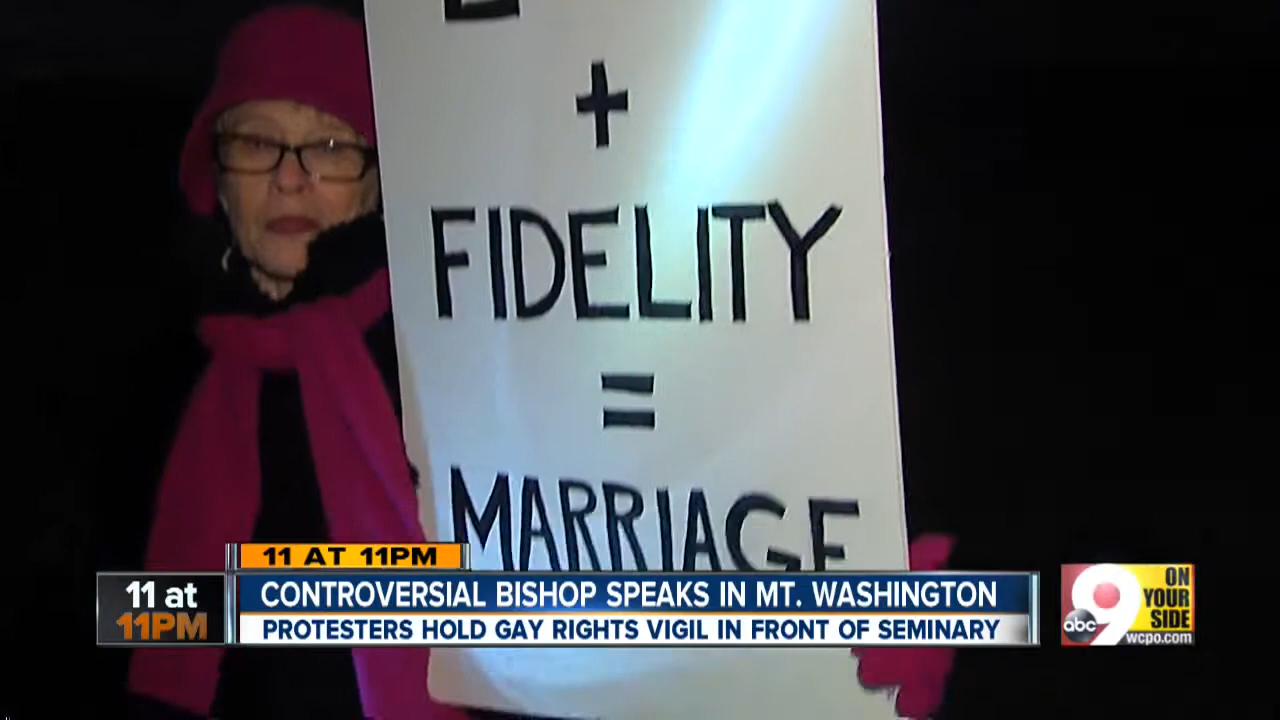 +
FIDELITY
=
MARRIAGE
11 AT 11PM
11 at
11PM
CONTROVERSIAL BISHOP SPEAKS IN MT. WASHINGTON
PROTESTERS HOLD GAY RIGHTS VIGIL IN FRONT OF SEMINARY
abc 9
ON
YOUR
SIDE
wcpo.com